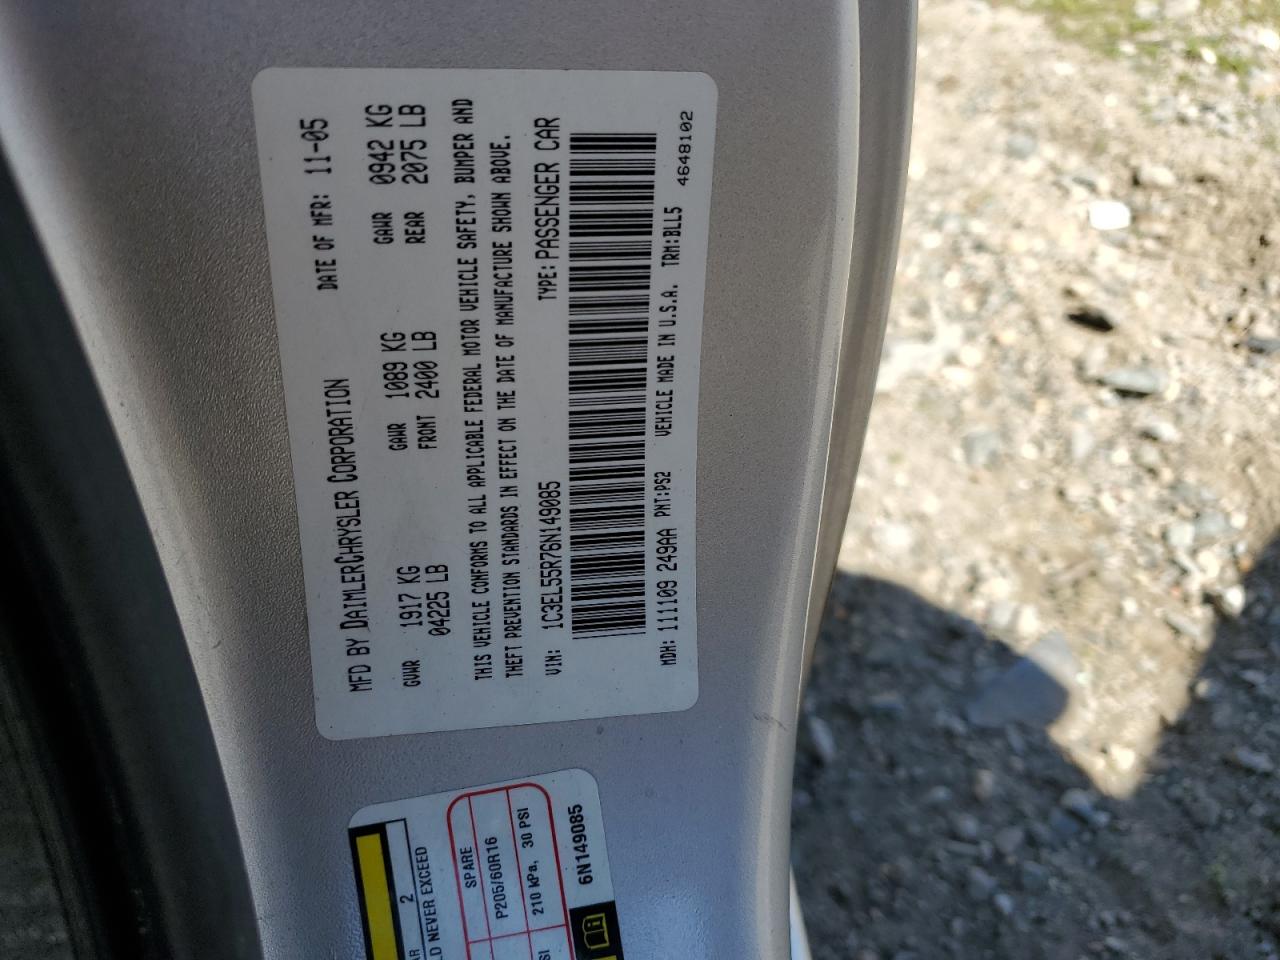 MFD BY DAIMLERCHRYSLER CORPORATION DATE OF MFR: 11-05
GVWR 1917 KG GAWR 1089 KG GAWR 0942 KG
04225 LB FRONT 2400 LB REAR 2075 LB
THIS VEHICLE CONFORMS TO ALL APPLICABLE FEDERAL MOTOR VEHICLE SAFETY, BUMPER AND
THEFT PREVENTION STANDARDS IN EFFECT ON THE DATE OF MANUFACTURE SHOWN ABOVE.
VIN: 1C3EL55R76N149085 TYPE: PASSENGER CAR
MDH: 111109 249AA PNT:PS2 VEHICLE MADE IN U.S.A. TRM:BLL5 4648102
2
NEVER EXCEED
SPARE
P205/60R16
210 kPa, 30 PSI
6N149085